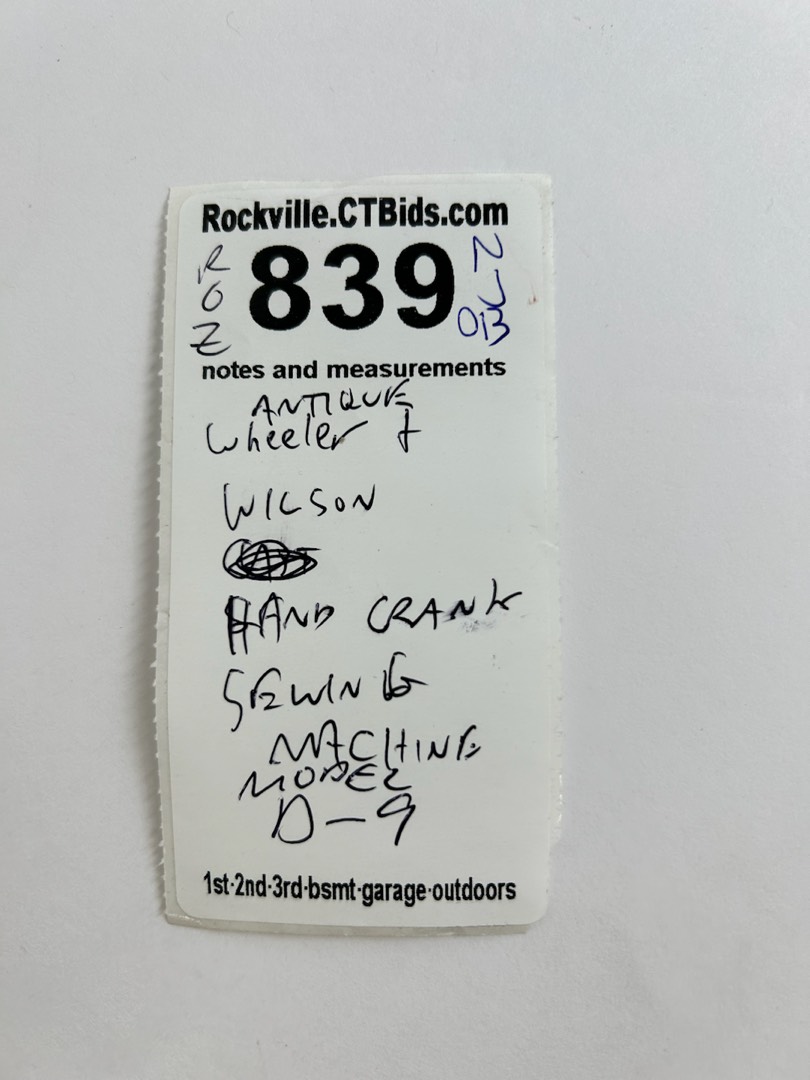 Rockville.CTBids.com
ROZ
839
notes and measurements
ANTIQUE
Wheeler &
WILSON
HAND CRANK
SEWING
MACHINE
MODEL
D-9
1st·2nd·3rd·bsmt·garage·outdoors